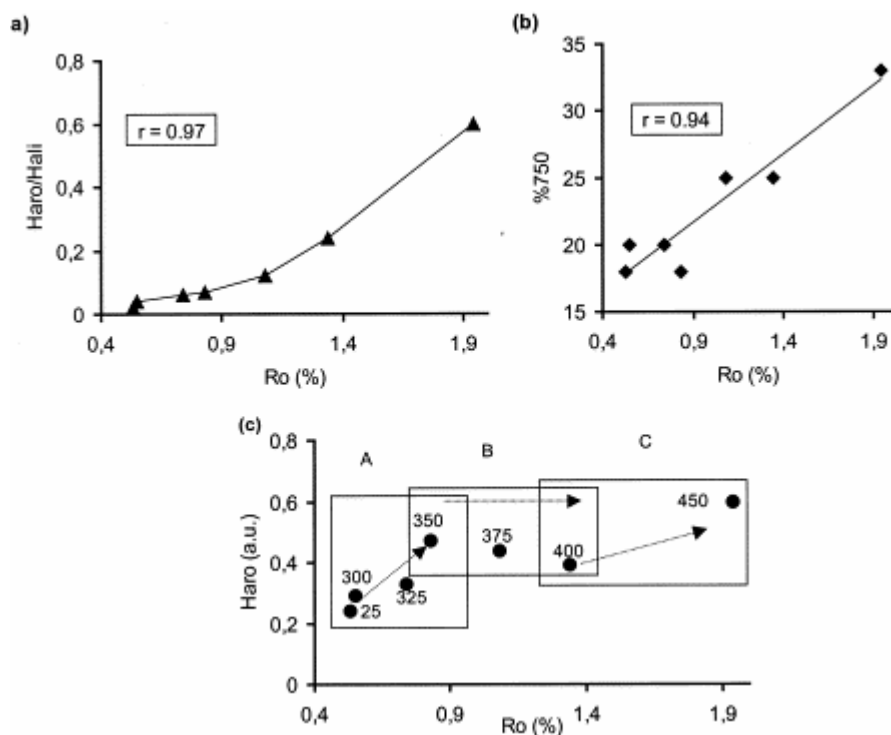 a)
0,8
0,6
0,4
0,2
0
Haro/Hali
r = 0.97
0,4 0,9 1,4 1,9
Ro (%)
(b)
35
30
25
20
15
%750
r = 0.94
0,4 0,9 1,4 1,9
Ro (%)
(c)
0,8
0,6
0,4
0,2
0
Haro (a.u.)
A B C
350 450
375
400
300
325
25
0,4 0,9 1,4 1,9
Ro (%)